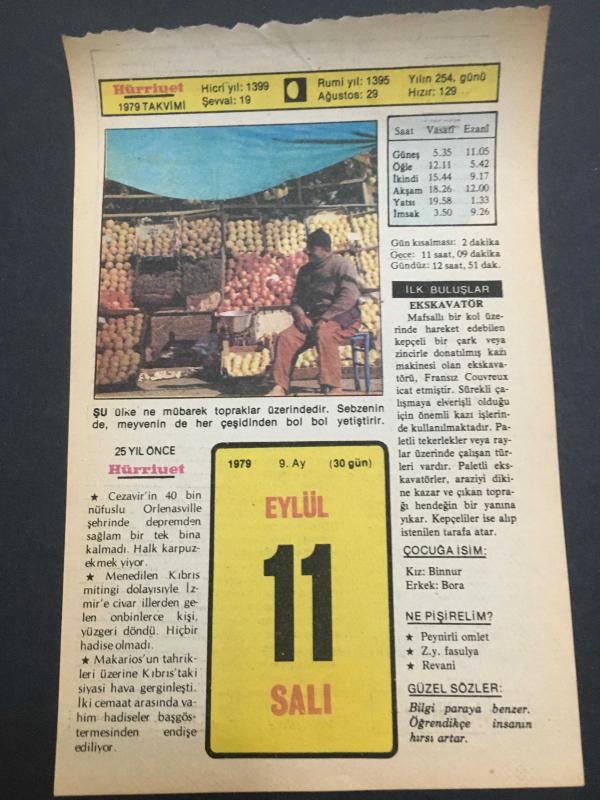 Hürriyet
1979 TAKVİMİ
Hicri yıl: 1399
Şevval: 19
Rumi yıl: 1395
Ağustos: 29
Yılın 254. günü
Hızır: 129
Saat Vasatî Ezanî
Güneş 5.35 11.05
Öğle 12.11 5.42
İkindi 15.44 9.17
Akşam 18.26 12.00
Yatsı 19.58 1.33
İmsak 3.50 9.26
Gün kısalması: 2 dakika
Gece: 11 saat, 09 dakika
Gündüz: 12 saat, 51 dak.
ŞU ülke ne mübarek topraklar üzerindedir. Sebzenin
de, meyvenin de her çeşidinden bol bol yetiştirir.
İLK BULUŞLAR
EKSKAVATÖR
Mafsallı bir kol üze-
rinde hareket edebilen
kepçeli bir çark veya
zincirle donatılmış kazı
makinesi olan ekskava-
törü, Fransız Couvreux
icat etmiştir. Sürekli ça-
lışmaya elverişli olduğu
için önemli kazı işlerin-
de kullanılmaktadır. Pa-
letli tekerlekler veya ray-
lar üzerinde çalışan tür-
leri vardır. Paletli eks-
kavatörler, araziyi diki-
ne kazar ve çıkan topra-
ğı hendeğin bir yanına
yıkar. Kepçeliler ise alıp
istenilen tarafa atar.
ÇOCUĞA İSİM:
Kız: Binnur
Erkek: Bora
NE PİŞİRELİM?
★ Peynirli omlet
★ Z.y. fasulya
★ Revani
GÜZEL SÖZLER:
Bilgi paraya benzer.
Öğrendikçe insanın
hırsı artar.
25 YIL ÖNCE
Hürriyet
★ Cezayir'in 40 bin
nüfuslu Orlenasville
şehrinde depremden
sağlam bir tek bina
kalmadı. Halk karpuz-
ekmek yiyor.
★ Menedilen Kıbrıs
mitingi dolayısiyle İz-
mir'e civar illerden ge-
len onbinlerce kişi,
yüzgeri döndü. Hiçbir
hadise olmadı.
★ Makarios'un tahrik-
leri üzerine Kıbrıs'taki
siyasi hava gerginleşti.
İki cemaat arasında va-
him hadiseler başgös-
termesinden endişe
ediliyor.
1979 9. Ay (30 gün)
EYLÜL
11
SALI